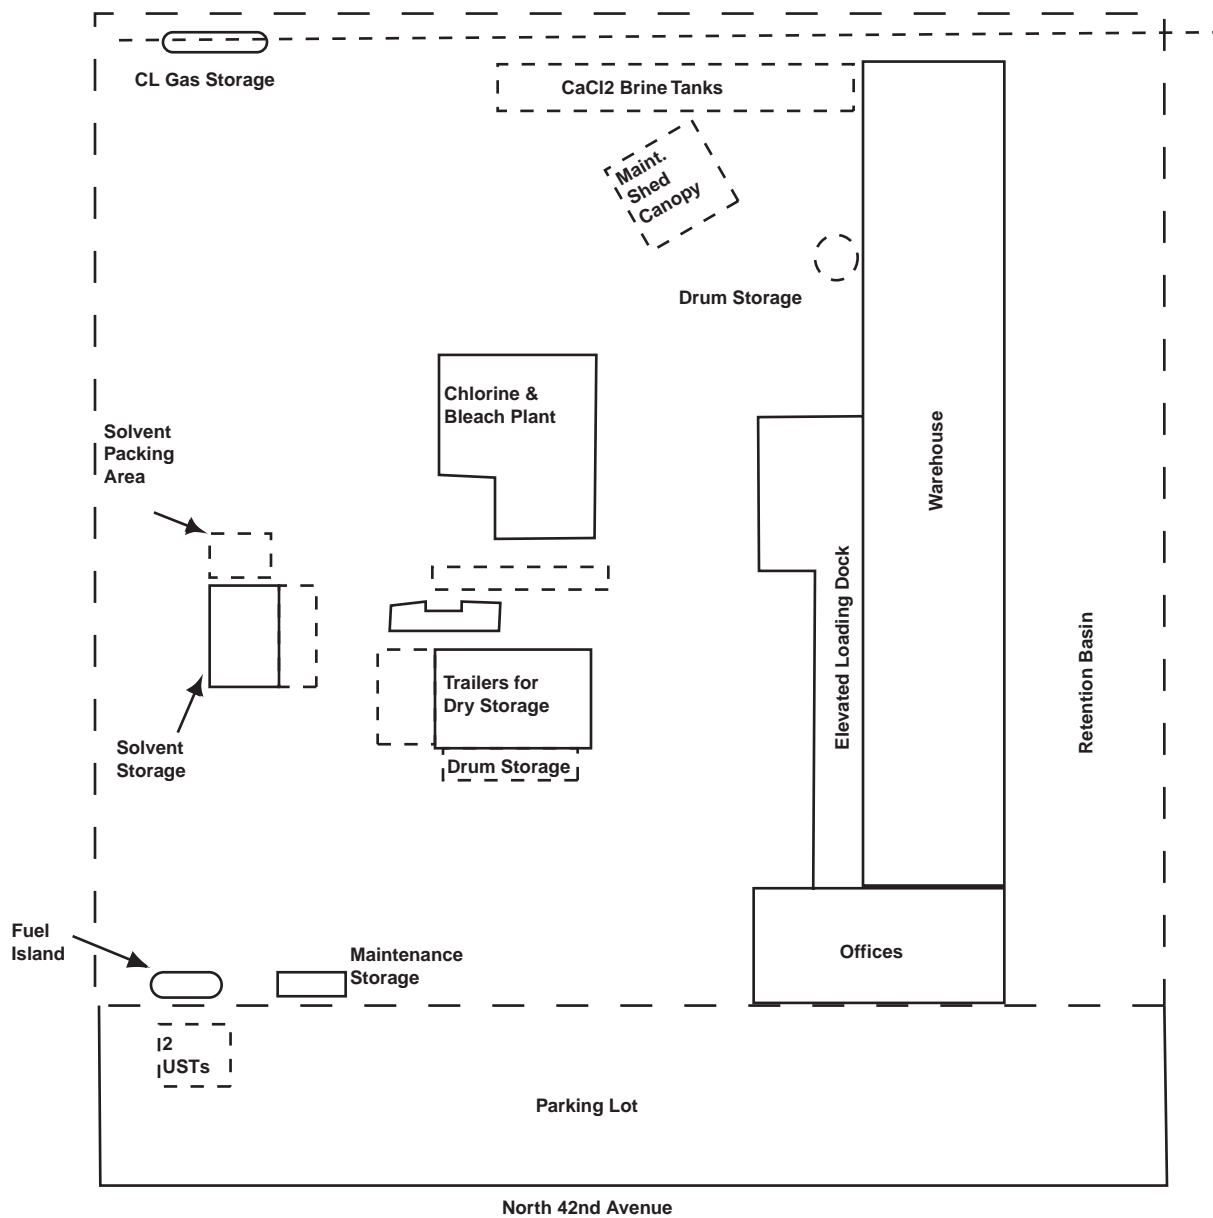 CL Gas Storage
CaCl2 Brine Tanks
Maint.
Shed
Canopy
Drum Storage
Chlorine &
Bleach Plant
Solvent
Packing
Area
Warehouse
Elevated Loading Dock
Retention Basin
Trailers for
Dry Storage
Solvent
Storage
Drum Storage
Fuel
Island
Maintenance
Storage
Offices
2
USTs
Parking Lot
North 42nd Avenue